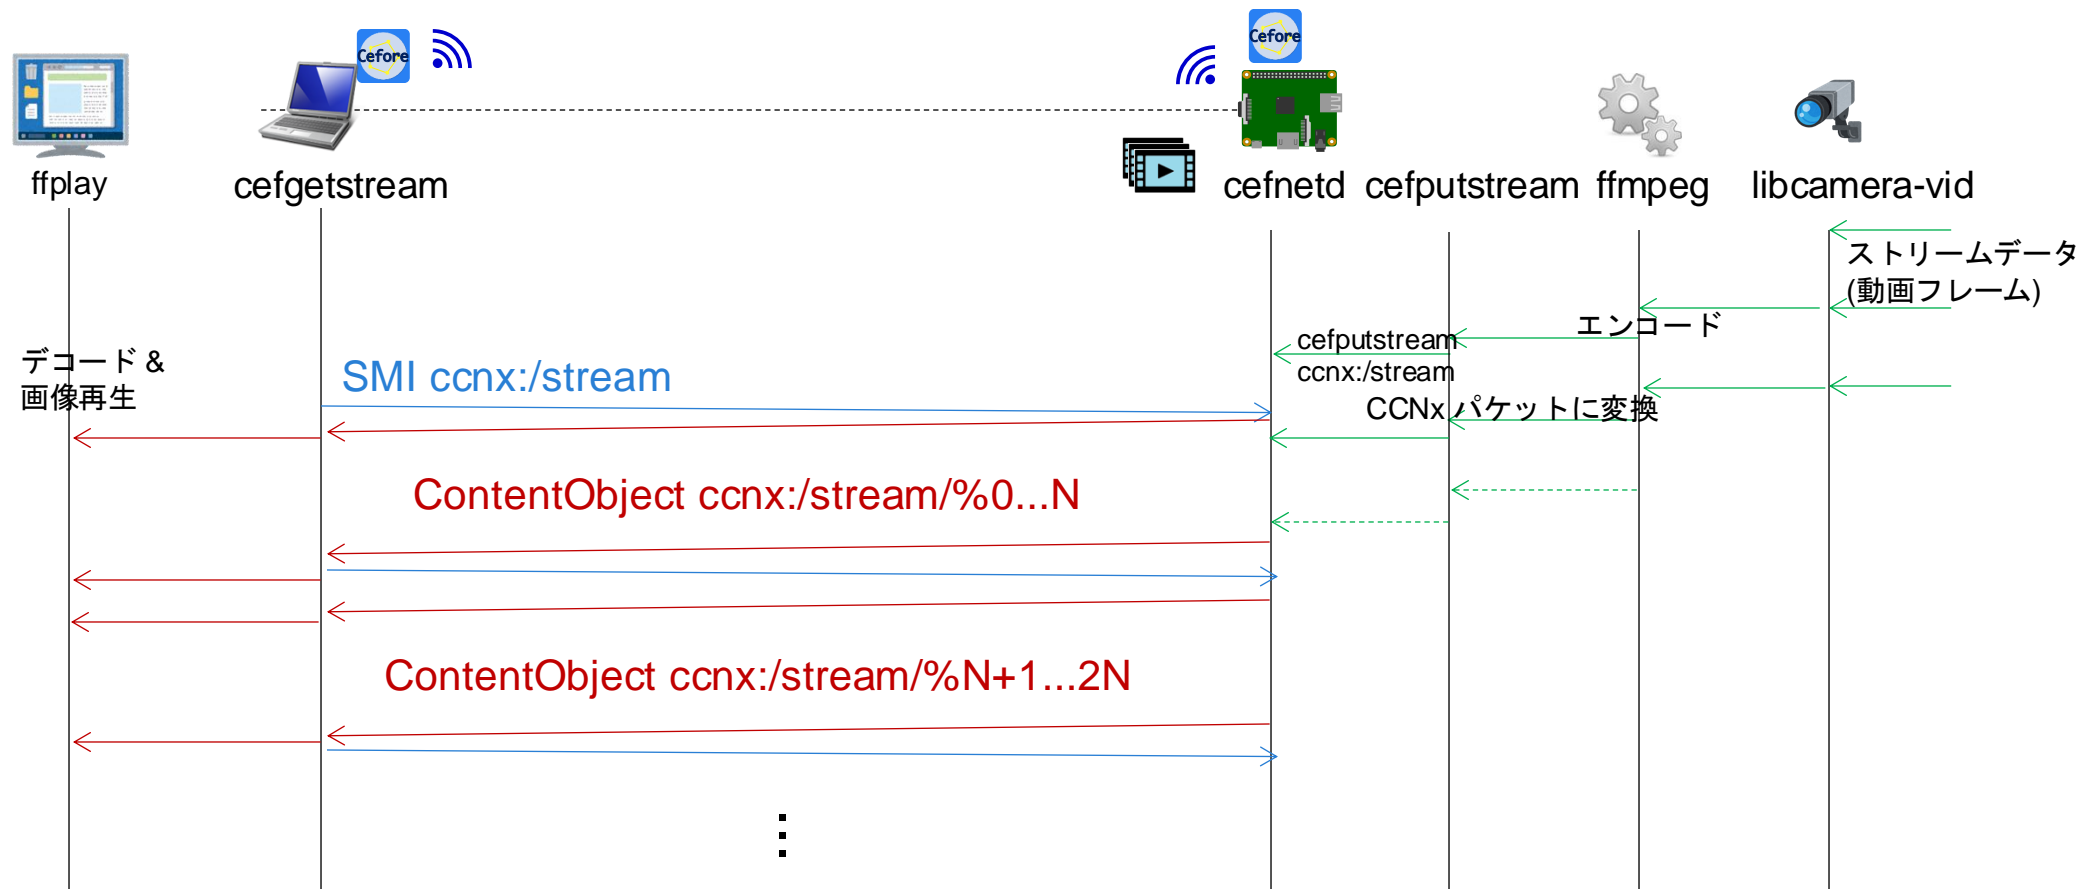 Cefore
Cefore
ffplay
cefgetstream
cefnetd
cefputstream
ffmpeg
libcamera-vid
ストリームデータ
(動画フレーム)
エンコード
cefputstream
ccnx:/stream
デコード &
画像再生
SMI ccnx:/stream
CCNx パケットに変換
ContentObject ccnx:/stream/%0...N
ContentObject ccnx:/stream/%N+1...2N
⋮